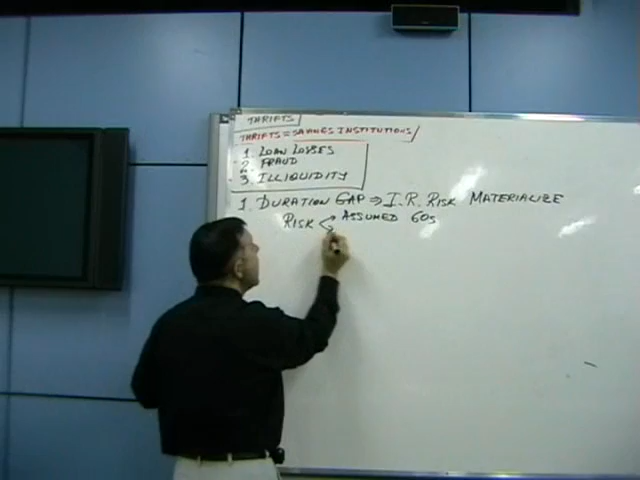 THRIFTS
THRIFTS = SAVINGS INSTITUTIONS
1. LOAN LOSSES
2. FRAUD
3. ILLIQUIDITY
1. DURATION GAP ⇒ I.R. RISK MATERIALIZE
RISK ASSUMED 60s